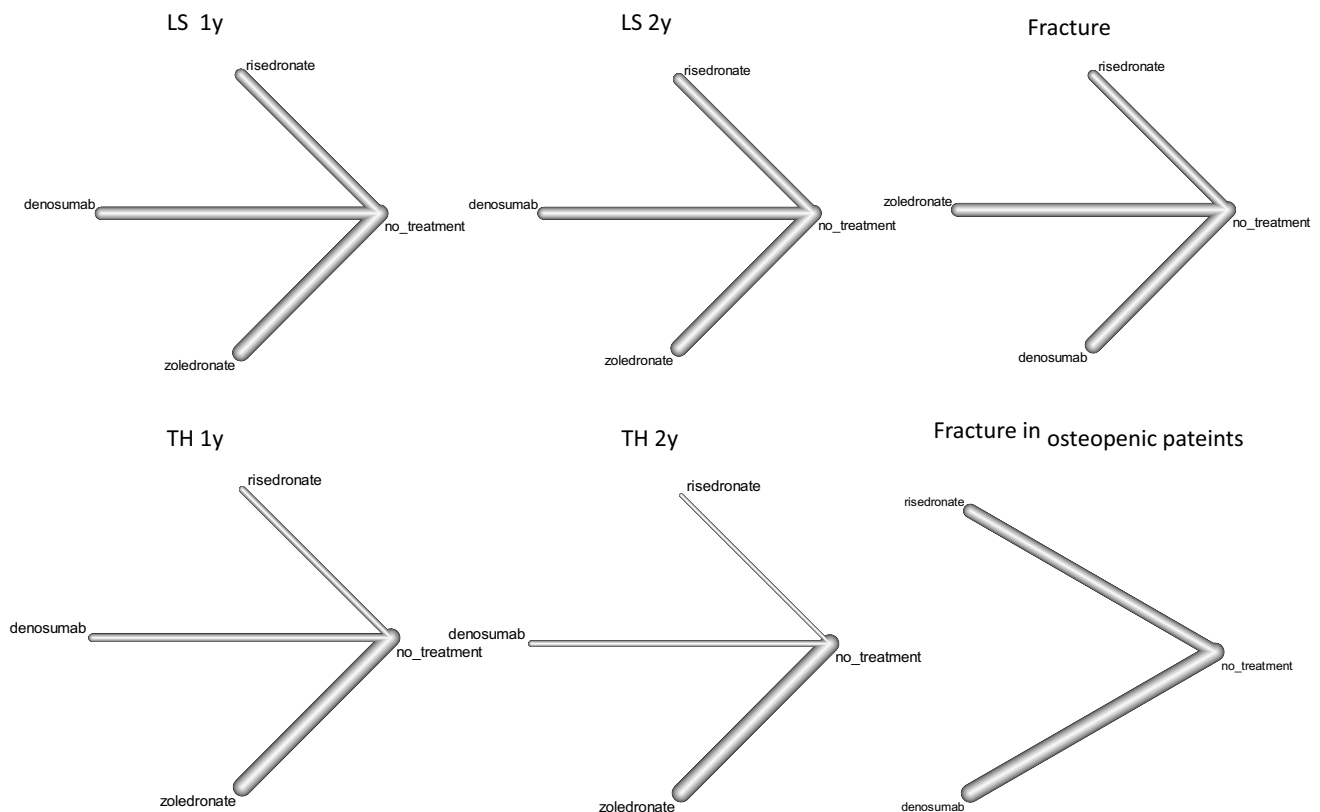 LS 1y
risedronate
denosumab
no_treatment
zoledronate
LS 2y
risedronate
denosumab
no_treatment
zoledronate
Fracture
risedronate
zoledronate
no_treatment
denosumab
TH 1y
risedronate
denosumab
no_treatment
zoledronate
TH 2y
risedronate
denosumab
no_treatment
zoledronate
Fracture in osteopenic pateints
risedronate
no_treatment
denosumab